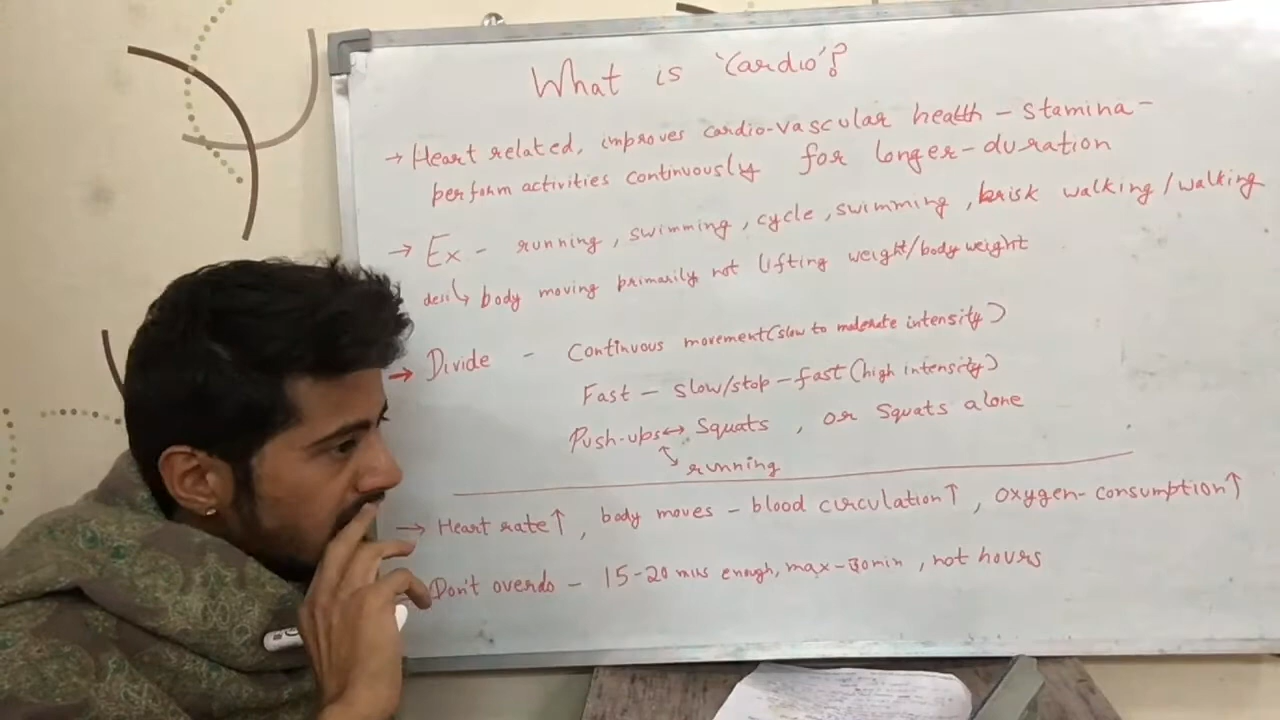 What is 'Cardio'?
→ Heart related, improves cardio-vascular health - stamina -
perform activities continuously for longer-duration
→ Ex - running, swimming, cycle, swimming, brisk walking/walking
↳ body moving primarily not lifting weight/body weight
→ Divide - Continuous movement (slow to moderate intensity)
Fast - slow/stop - fast (high intensity)
Push-ups ↔ Squats, or Squats alone
running
→ Heart rate ↑, body moves - blood circulation ↑, oxygen-consumption ↑
Don't overdo - 15-20 mins enough, max - min, not hours